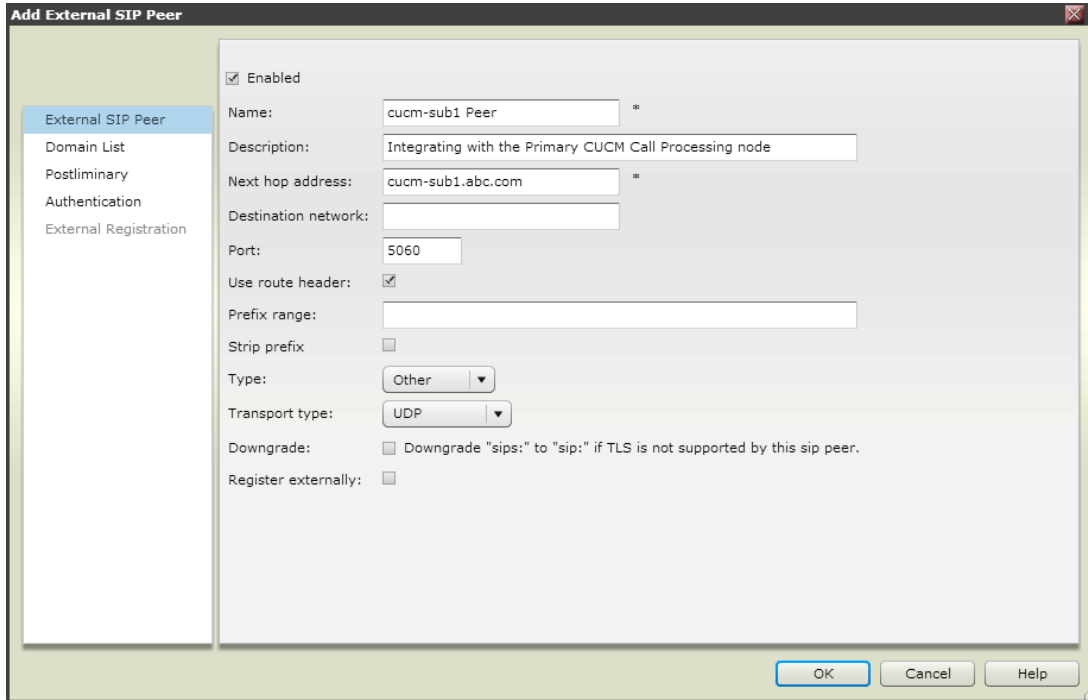 Add External SIP Peer
External SIP Peer
Domain List
Postliminary
Authentication
External Registration
Enabled
Name: cucm-sub1 Peer *
Description: Integrating with the Primary CUCM Call Processing node
Next hop address: cucm-sub1.abc.com *
Destination network:
Port: 5060
Use route header:
Prefix range:
Strip prefix
Type: Other
Transport type: UDP
Downgrade: Downgrade "sips:" to "sip:" if TLS is not supported by this sip peer.
Register externally:
OK Cancel Help